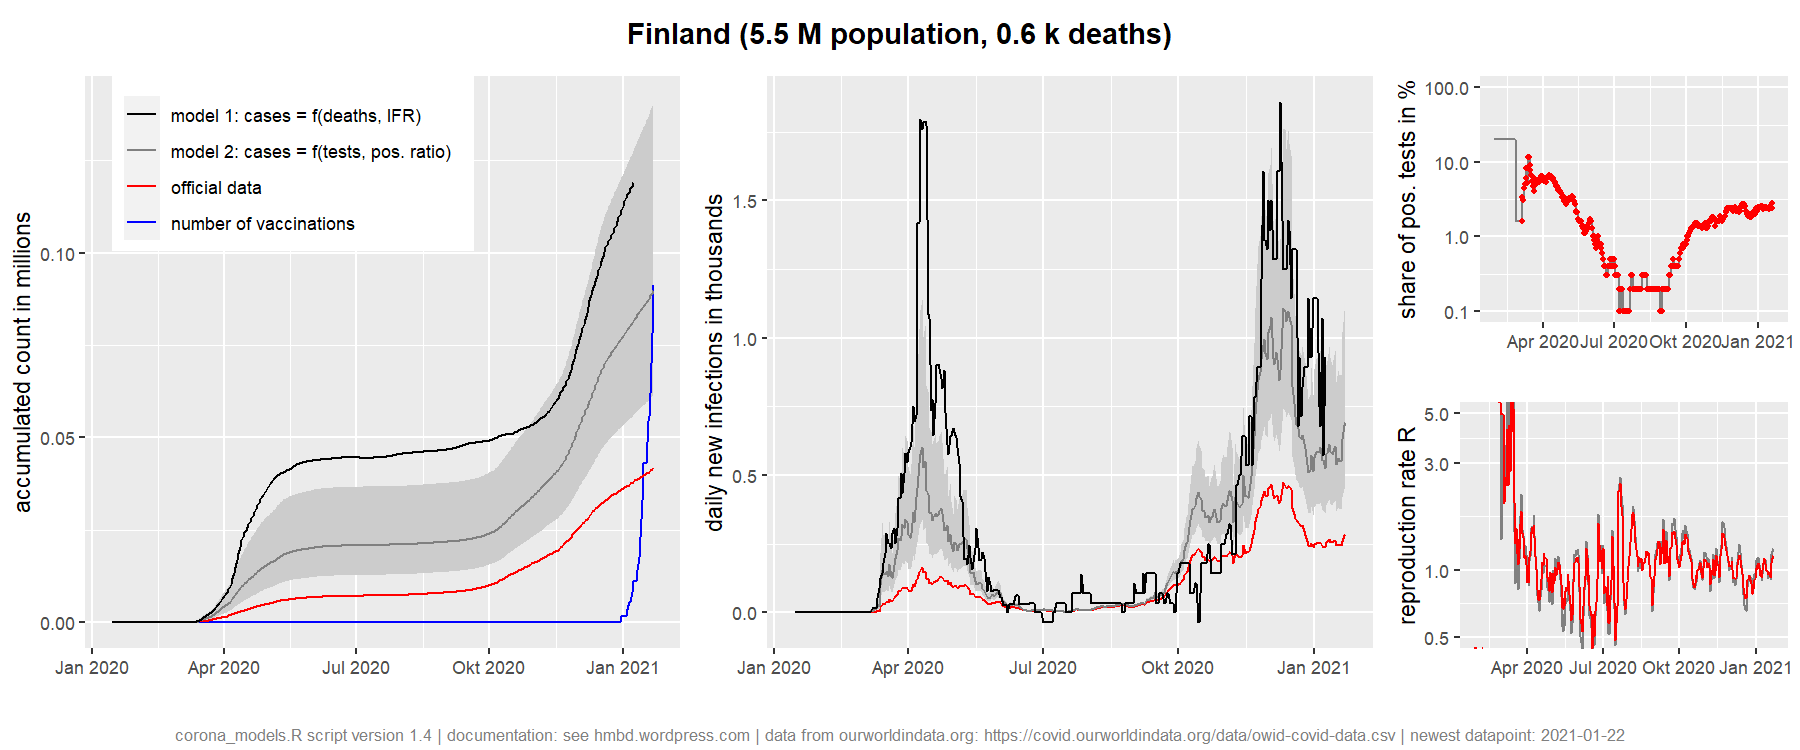 Finland (5.5 M population, 0.6 k deaths)
accumulated count in millions
model 1: cases = f(deaths, IFR)
model 2: cases = f(tests, pos. ratio)
official data
number of vaccinations
0.10
0.05
0.00
Jan 2020
Apr 2020
Jul 2020
Okt 2020
Jan 2021
daily new infections in thousands
1.5
1.0
0.5
0.0
Jan 2020
Apr 2020
Jul 2020
Okt 2020
Jan 2021
share of pos. tests in %
100.0
10.0
1.0
0.1
Apr 2020
Jul 2020
Okt 2020
Jan 2021
reproduction rate R
5.0
3.0
1.0
0.5
Apr 2020
Jul 2020
Okt 2020
Jan 2021
corona_models.R script version 1.4 | documentation: see hmbd.wordpress.com | data from ourworldindata.org: https://covid.ourworldindata.org/data/owid-covid-data.csv | newest datapoint: 2021-01-22